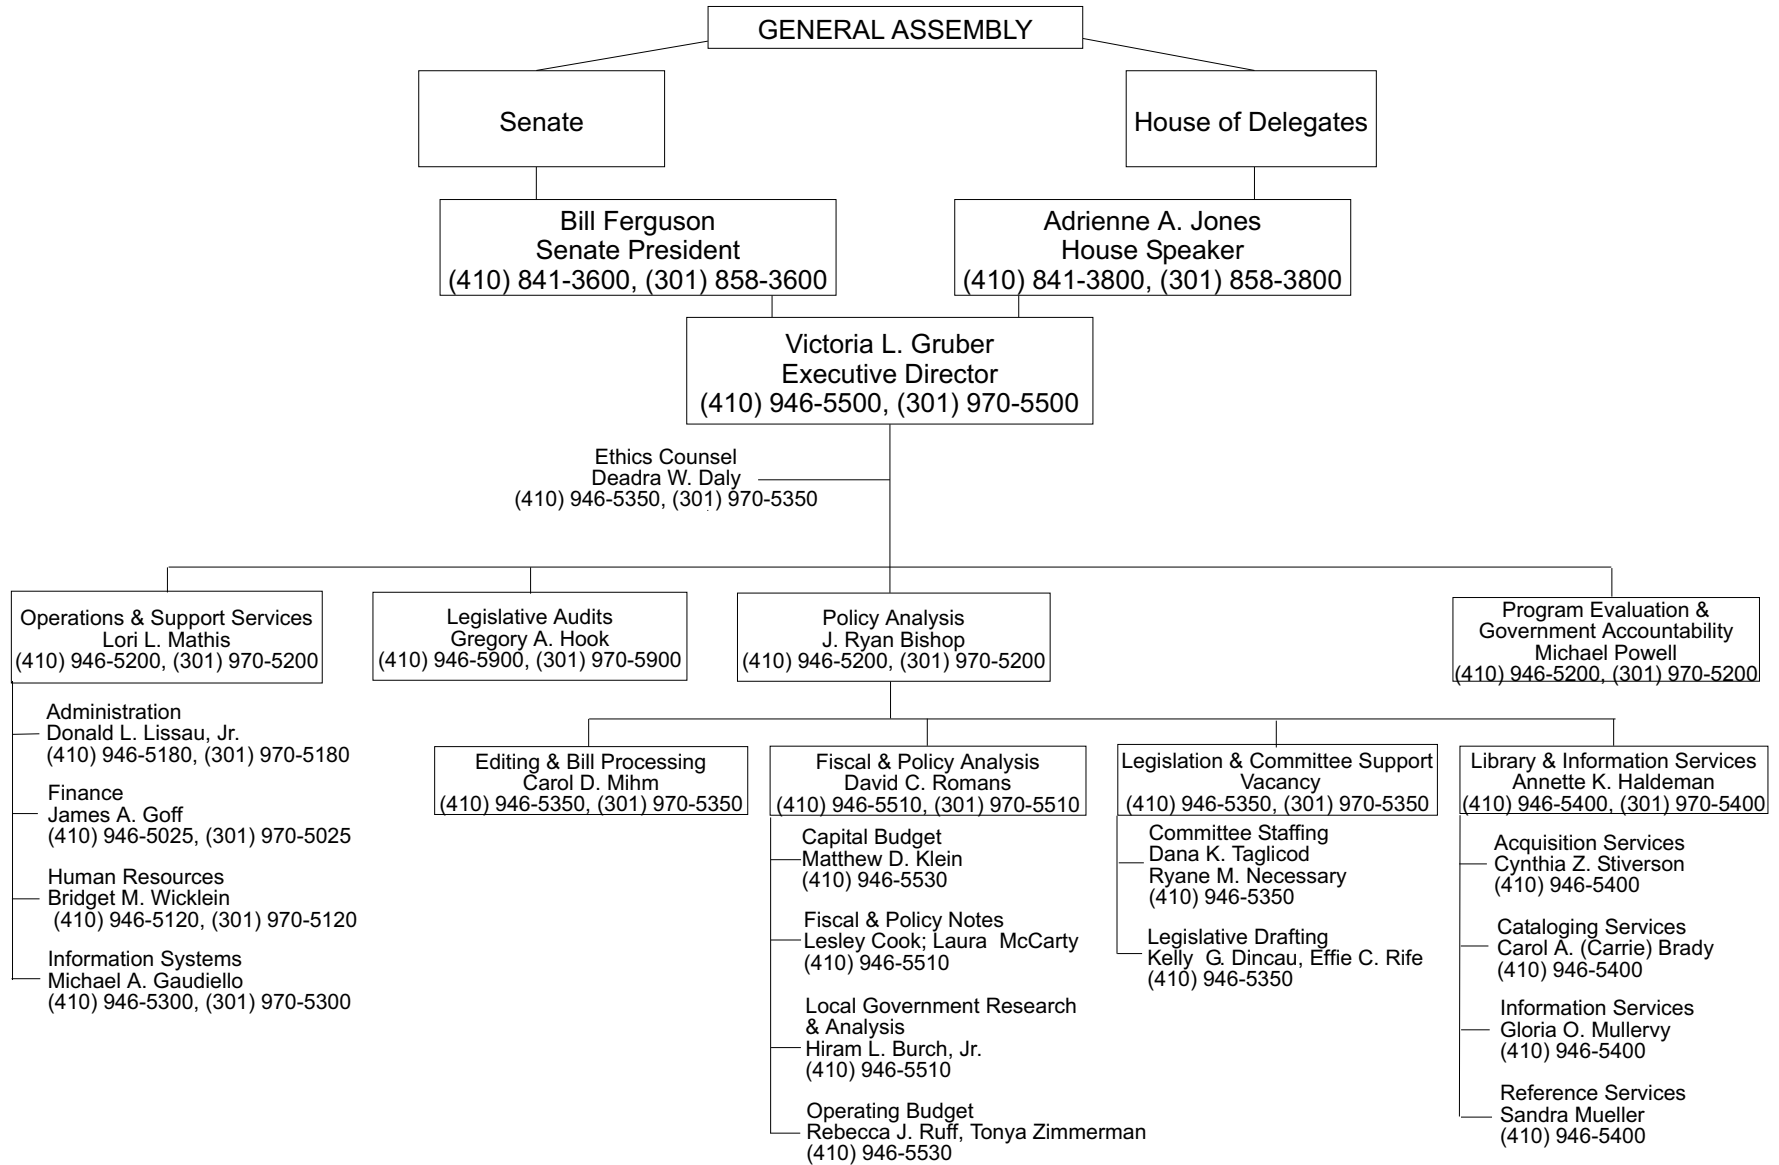 GENERAL ASSEMBLY
Senate
House of Delegates
Bill Ferguson
Senate President
(410) 841-3600, (301) 858-3600
Adrienne A. Jones
House Speaker
(410) 841-3800, (301) 858-3800
Victoria L. Gruber
Executive Director
(410) 946-5500, (301) 970-5500
Ethics Counsel
Deadra W. Daly
(410) 946-5350, (301) 970-5350
Operations & Support Services
Lori L. Mathis
(410) 946-5200, (301) 970-5200
Legislative Audits
Gregory A. Hook
(410) 946-5900, (301) 970-5900
Policy Analysis
J. Ryan Bishop
(410) 946-5200, (301) 970-5200
Program Evaluation &
Government Accountability
Michael Powell
(410) 946-5200, (301) 970-5200
Administration
Donald L. Lissau, Jr.
(410) 946-5180, (301) 970-5180
Finance
James A. Goff
(410) 946-5025, (301) 970-5025
Human Resources
Bridget M. Wicklein
(410) 946-5120, (301) 970-5120
Information Systems
Michael A. Gaudiello
(410) 946-5300, (301) 970-5300
Editing & Bill Processing
Carol D. Mihm
(410) 946-5350, (301) 970-5350
Fiscal & Policy Analysis
David C. Romans
(410) 946-5510, (301) 970-5510
Capital Budget
Matthew D. Klein
(410) 946-5530
Fiscal & Policy Notes
Lesley Cook; Laura McCarty
(410) 946-5510
Local Government Research
& Analysis
Hiram L. Burch, Jr.
(410) 946-5510
Operating Budget
Rebecca J. Ruff, Tonya Zimmerman
(410) 946-5530
Legislation & Committee Support
Vacancy
(410) 946-5350, (301) 970-5350
Committee Staffing
Dana K. Taglicod
Ryane M. Necessary
(410) 946-5350
Legislative Drafting
Kelly G. Dincau, Effie C. Rife
(410) 946-5350
Library & Information Services
Annette K. Haldeman
(410) 946-5400, (301) 970-5400
Acquisition Services
Cynthia Z. Stiverson
(410) 946-5400
Cataloging Services
Carol A. (Carrie) Brady
(410) 946-5400
Information Services
Gloria O. Mullervy
(410) 946-5400
Reference Services
Sandra Mueller
(410) 946-5400